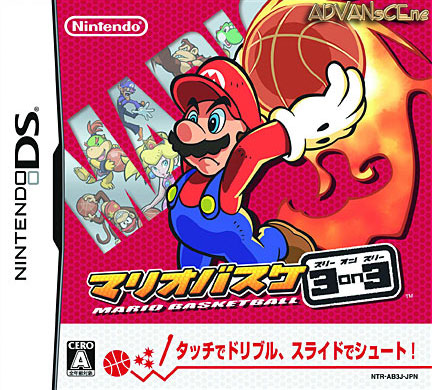 ADVANsCEne
Nintendo
NINTENDO DS
MARIO
スリー オン スリー
マリオバスケ 3on3
MARIO BASKETBALL
TM
CERO
A
全年齢対象
タッチでドリブル、スライドでシュート!
NTR-AB3J-JPN